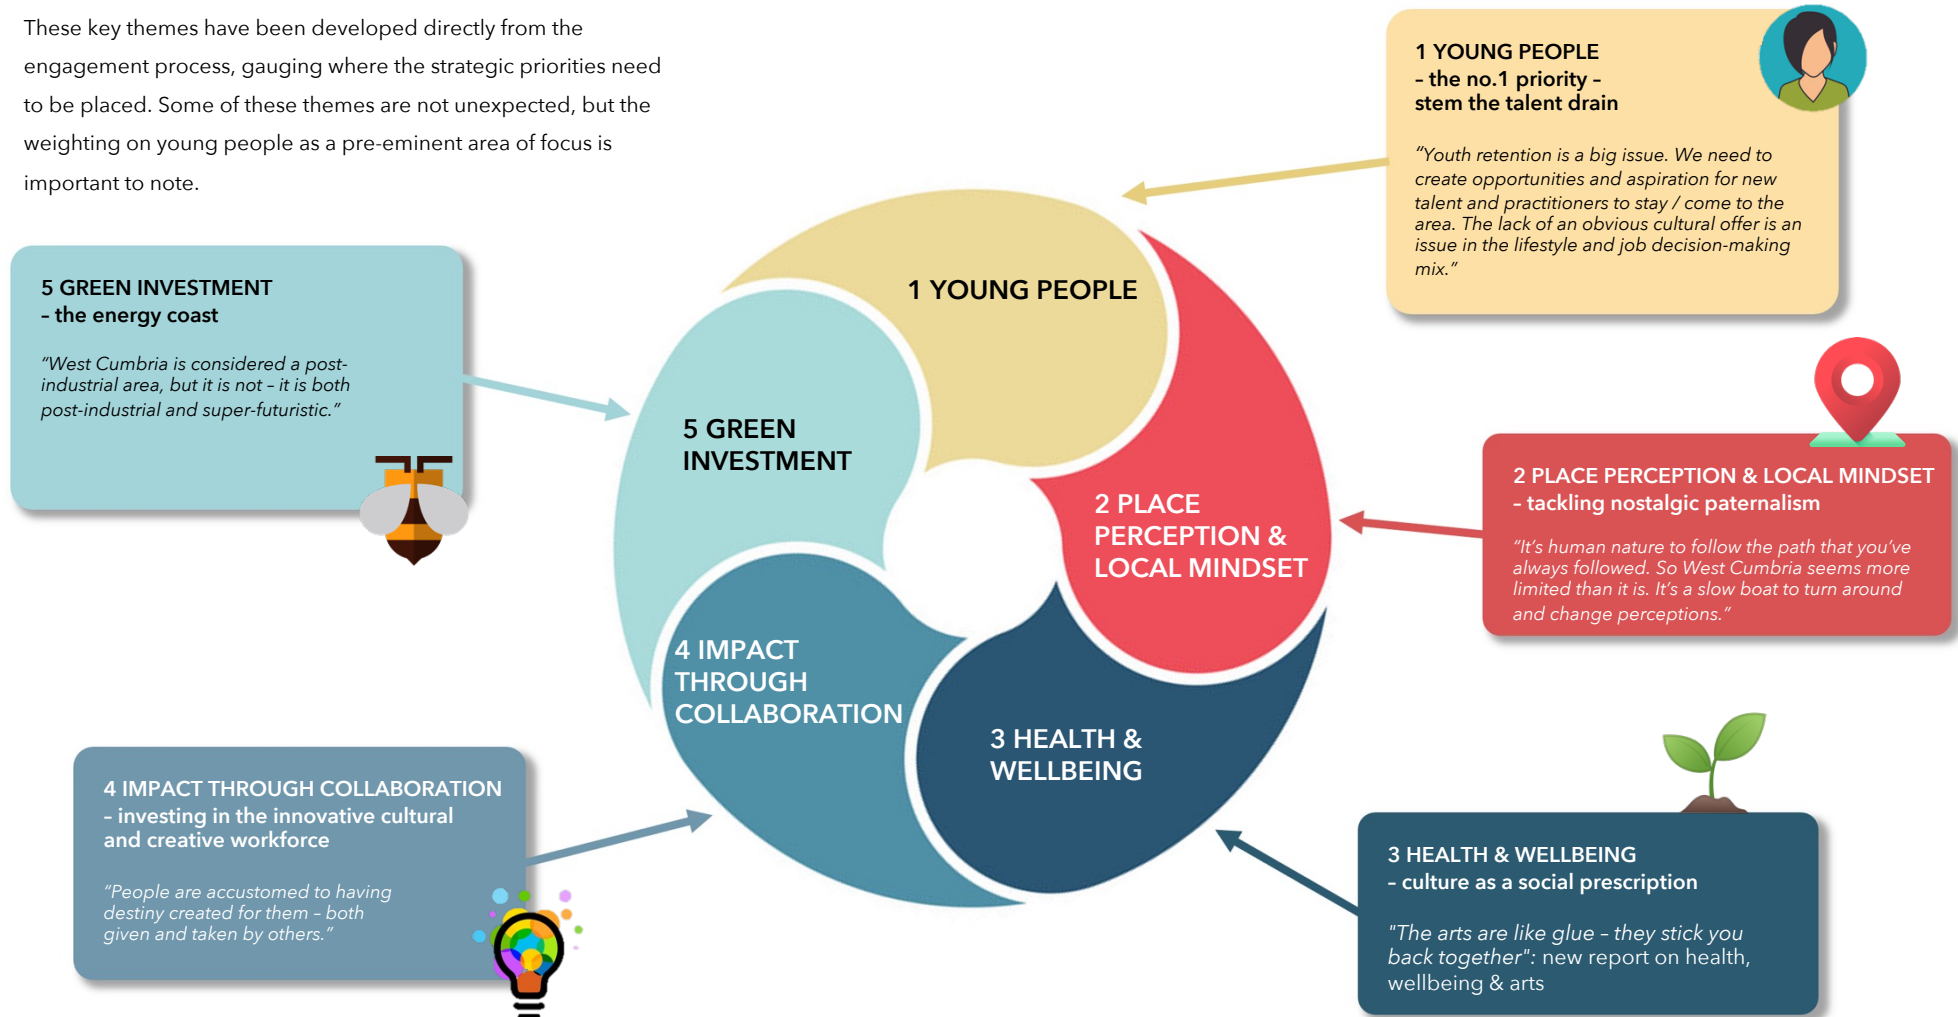 These key themes have been developed directly from the
engagement process, gauging where the strategic priorities need
to be placed. Some of these themes are not unexpected, but the
weighting on young people as a pre-eminent area of focus is
important to note.
1 YOUNG PEOPLE
– the no.1 priority –
stem the talent drain
“Youth retention is a big issue. We need to
create opportunities and aspiration for new
talent and practitioners to stay / come to the
area. The lack of an obvious cultural offer is an
issue in the lifestyle and job decision-making
mix.”
5 GREEN INVESTMENT
– the energy coast
“West Cumbria is considered a post-
industrial area, but it is not – it is both
post-industrial and super-futuristic.”
1 YOUNG PEOPLE
5 GREEN
INVESTMENT
2 PLACE
PERCEPTION &
LOCAL MINDSET
4 IMPACT
THROUGH
COLLABORATION
3 HEALTH &
WELLBEING
2 PLACE PERCEPTION & LOCAL MINDSET
– tackling nostalgic paternalism
“It’s human nature to follow the path that you’ve
always followed. So West Cumbria seems more
limited than it is. It’s a slow boat to turn around
and change perceptions.”
4 IMPACT THROUGH COLLABORATION
– investing in the innovative cultural
and creative workforce
“People are accustomed to having
destiny created for them – both
given and taken by others.”
3 HEALTH & WELLBEING
– culture as a social prescription
"The arts are like glue – they stick you
back together": new report on health,
wellbeing & arts